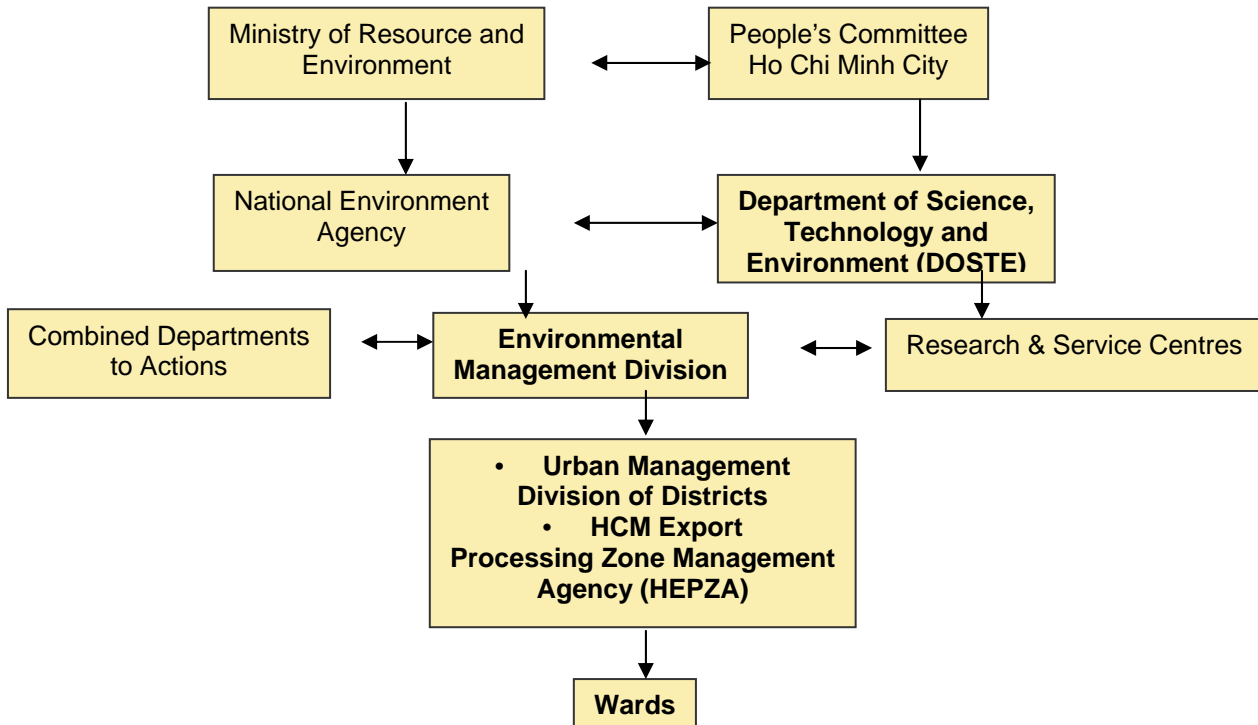 Ministry of Resource and
Environment
People’s Committee
Ho Chi Minh City
National Environment
Agency
Department of Science,
Technology and
Environment (DOSTE)
Combined Departments
to Actions
Environmental
Management Division
Research & Service Centres
• Urban Management
Division of Districts
• HCM Export
Processing Zone Management
Agency (HEPZA)
Wards